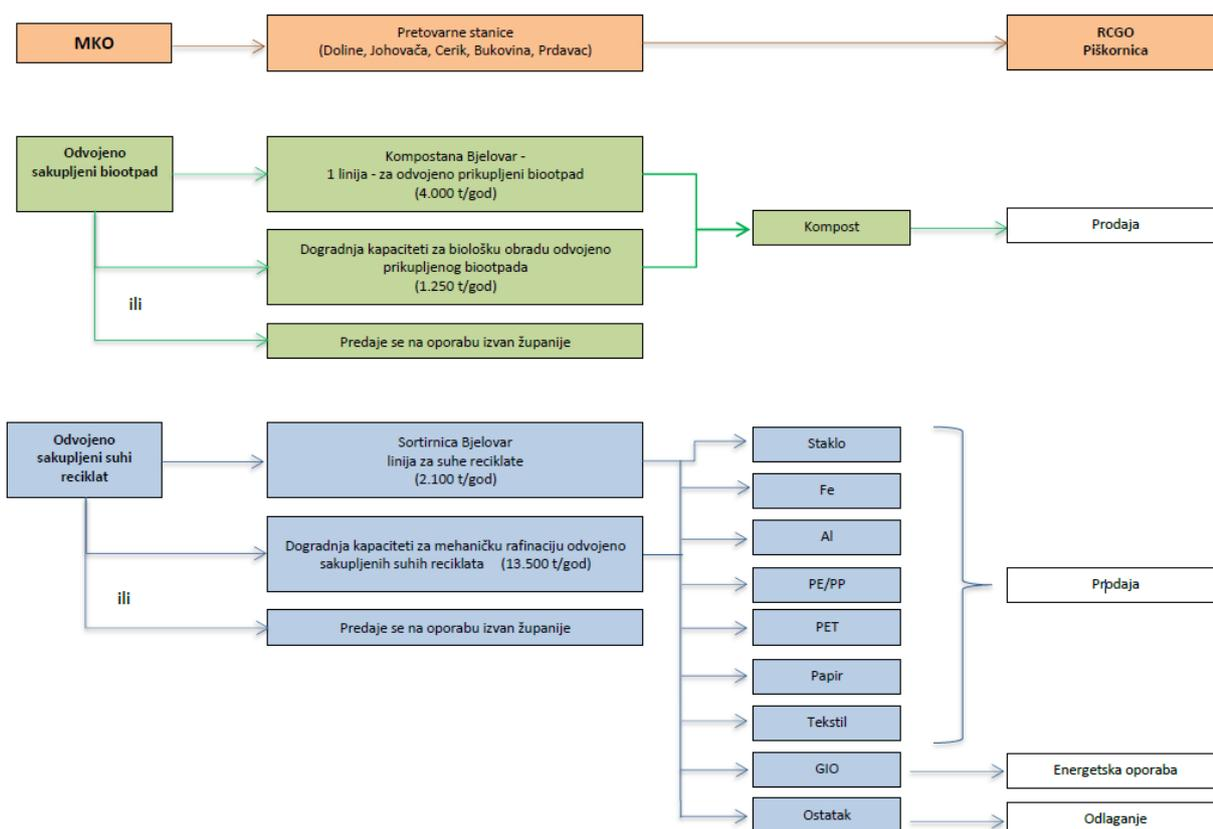 MKO
Pretovarne stanice
(Doline, Johovača, Cerik, Bukovina, Prdavac)
RCGO
Piškornica
Odvojeno
sakupljeni biootpad
Kompostana Bjelovar -
1 linija - za odvojeno prikupljeni biootpad
(4.000 t/god)
Dogradnja kapaciteti za biološku obradu odvojeno
prikupljenog biootpada
(1.250 t/god)
ili
Predaje se na oporabu izvan županije
Kompost
Prodaja
Odvojeno
sakupljeni suhi
reciklat
Sortirnica Bjelovar
linija za suhe reciklate
(2.100 t/god)
Dogradnja kapaciteti za mehaničku rafinaciju odvojeno
sakupljenih suhih reciklata (13.500 t/god)
ili
Predaje se na oporabu izvan županije
Staklo
Fe
Al
PE/PP
PET
Papir
Tekstil
GIO
Ostatak
Prodaja
Energetska oporaba
Odlaganje